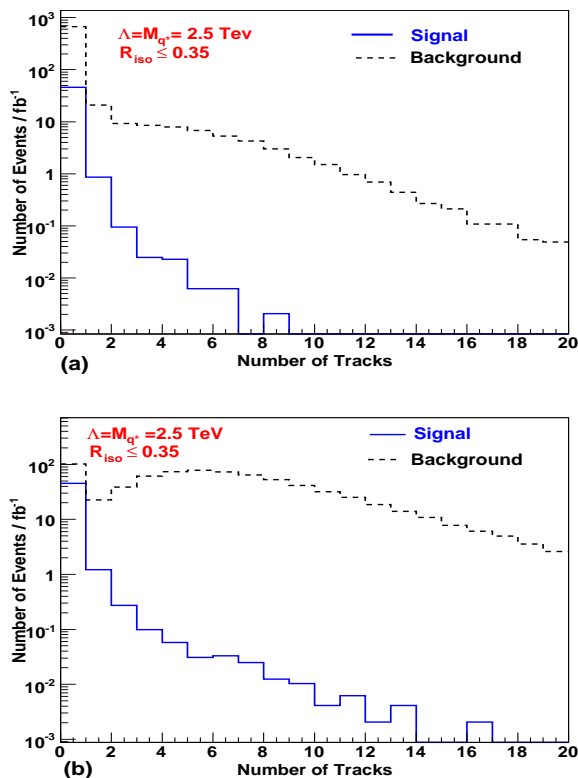 Λ=M_q*= 2.5 Tev
R_iso ≤ 0.35
Signal
Background
Number of Events / fb⁻¹
10³
10²
10
1
10⁻¹
10⁻²
10⁻³
0 2 4 6 8 10 12 14 16 18 20
(a)
Number of Tracks
Λ=M_q* =2.5 TeV
R_iso ≤ 0.35
Signal
Background
Number of Events / fb⁻¹
10²
10
1
10⁻¹
10⁻²
10⁻³
0 2 4 6 8 10 12 14 16 18 20
(b)
Number of Tracks